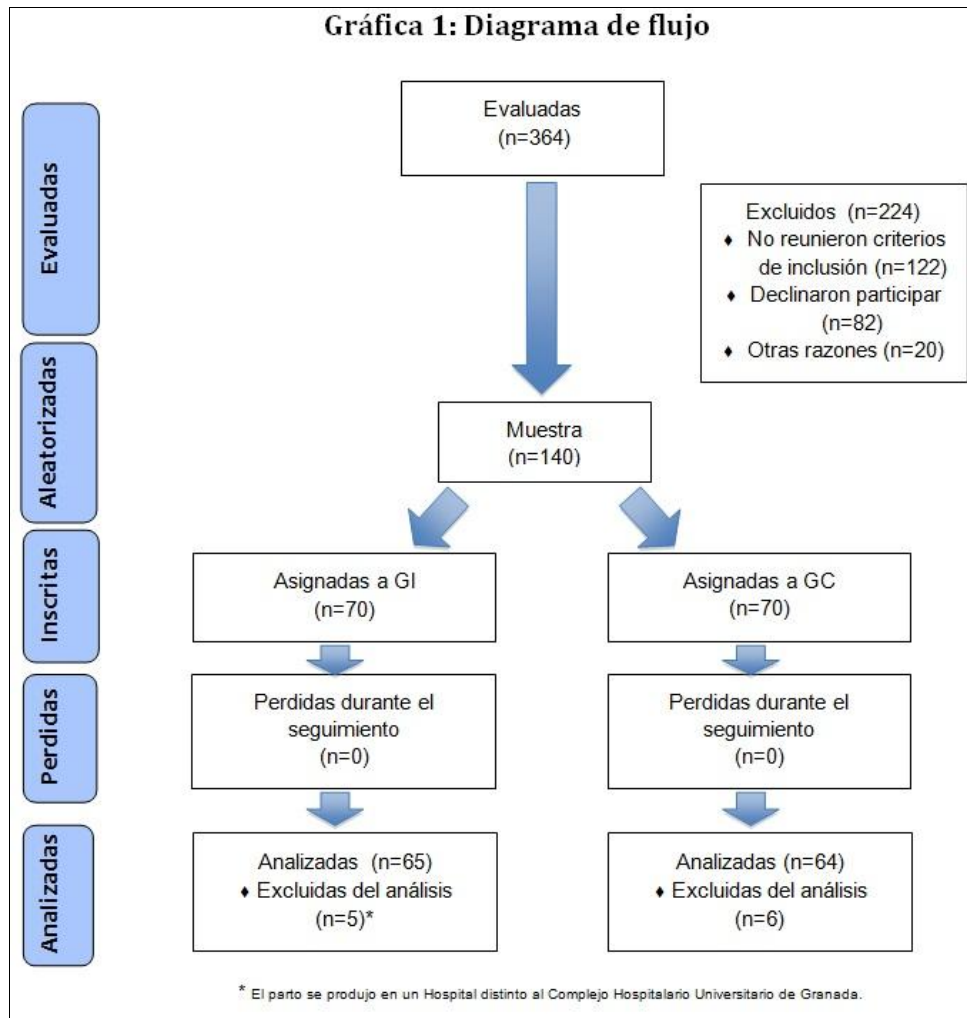 Gráfica 1: Diagrama de flujo
Evaluadas
Evaluadas
(n=364)
Excluidos (n=224)
♦ No reunieron criterios
de inclusión (n=122)
♦ Declinaron participar
(n=82)
♦ Otras razones (n=20)
Aleatorizadas
Muestra
(n=140)
Inscritas
Asignadas a GI
(n=70)
Asignadas a GC
(n=70)
Perdidas
Perdidas durante el
seguimiento
(n=0)
Perdidas durante el
seguimiento
(n=0)
Analizadas
Analizadas (n=65)
♦ Excluidas del análisis
(n=5)*
Analizadas (n=64)
♦ Excluidas del análisis
(n=6)
* El parto se produjo en un Hospital distinto al Complejo Hospitalario Universitario de Granada.